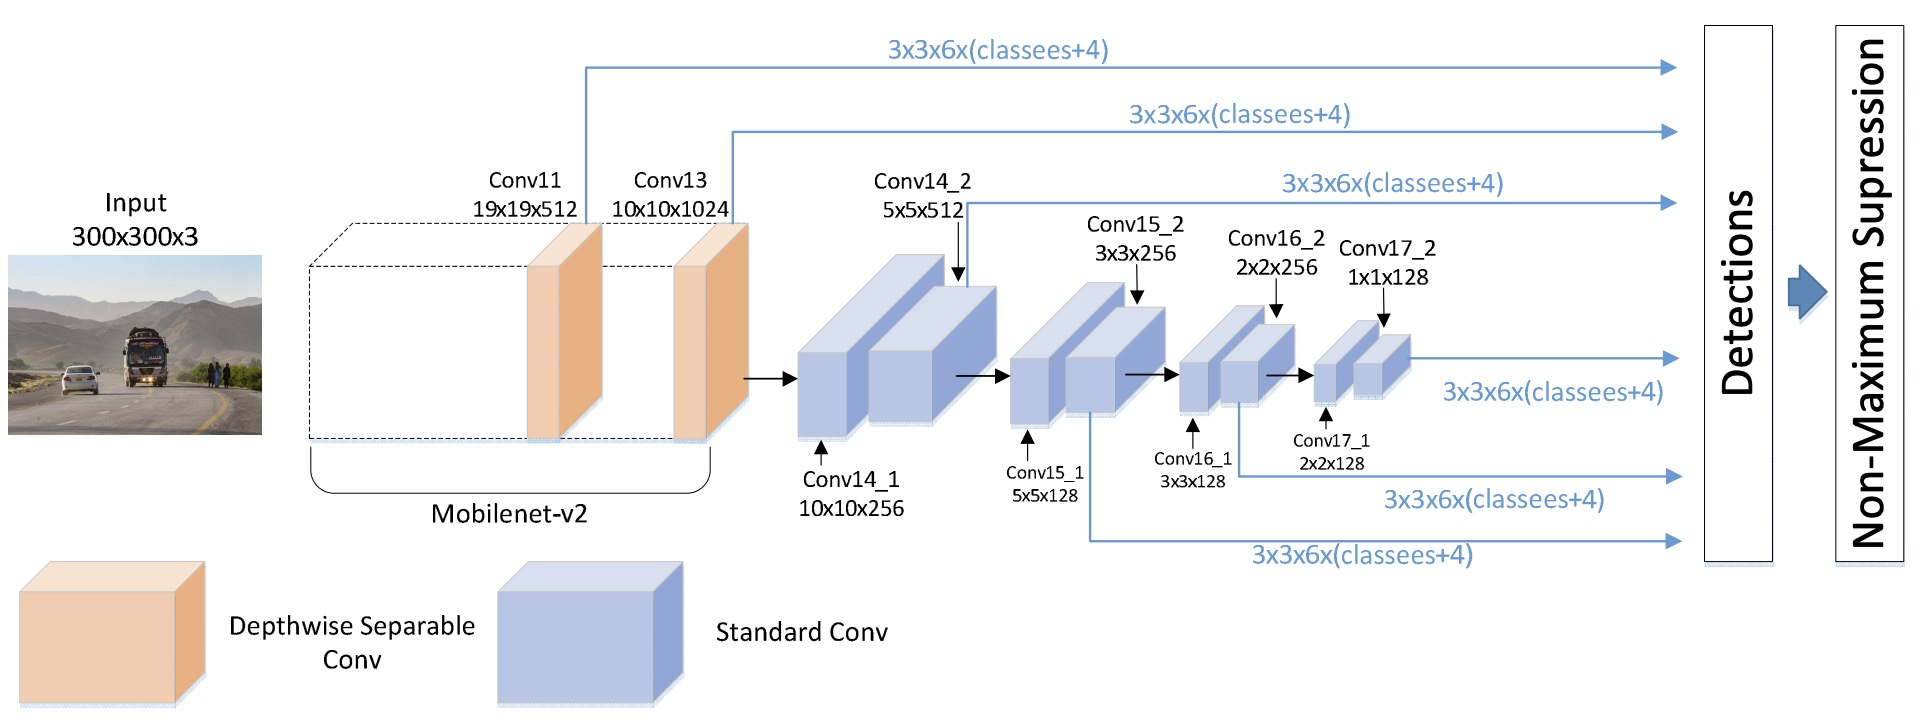 3x3x6x(classees+4)
3x3x6x(classees+4)
3x3x6x(classees+4)
Input
300x300x3
Conv11
19x19x512
Conv13
10x10x1024
Conv14_2
5x5x512
Conv15_2
3x3x256
Conv16_2
2x2x256
Conv17_2
1x1x128
3x3x6x(classees+4)
Conv14_1
10x10x256
Conv15_1
5x5x128
Conv16_1
3x3x128
Conv17_1
2x2x128
3x3x6x(classees+4)
3x3x6x(classees+4)
Mobilenet-v2
Detections
Non-Maximum Supression
Depthwise Separable
Conv
Standard Conv